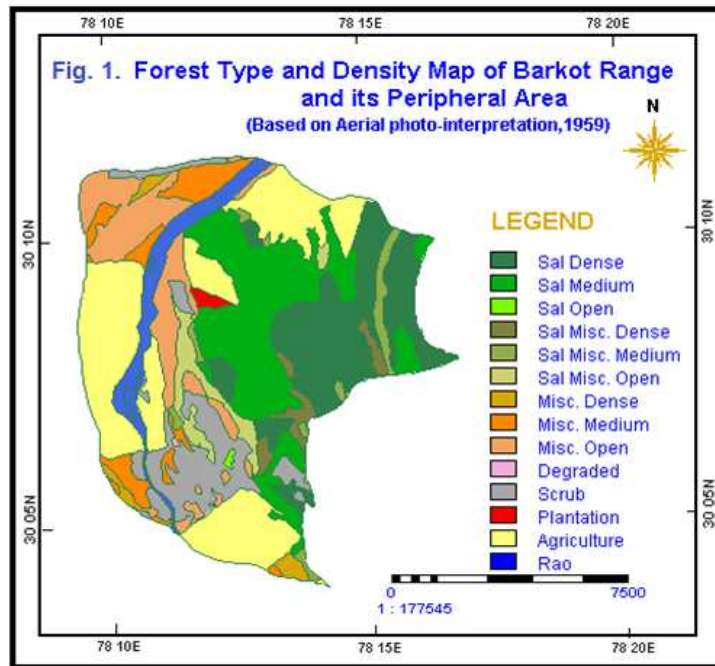 78 10E 78 15E 78 20E
Fig. 1. Forest Type and Density Map of Barkot Range
and its Peripheral Area
(Based on Aerial photo-interpretation,1959)
N
30 10N
30 10N
LEGEND
Sal Dense
Sal Medium
Sal Open
Sal Misc. Dense
Sal Misc. Medium
Sal Misc. Open
Misc. Dense
Misc. Medium
Misc. Open
Degraded
Scrub
Plantation
Agriculture
Rao
30 05N
30 05N
0 7500
1 : 177545
78 10E 78 15E 78 20E